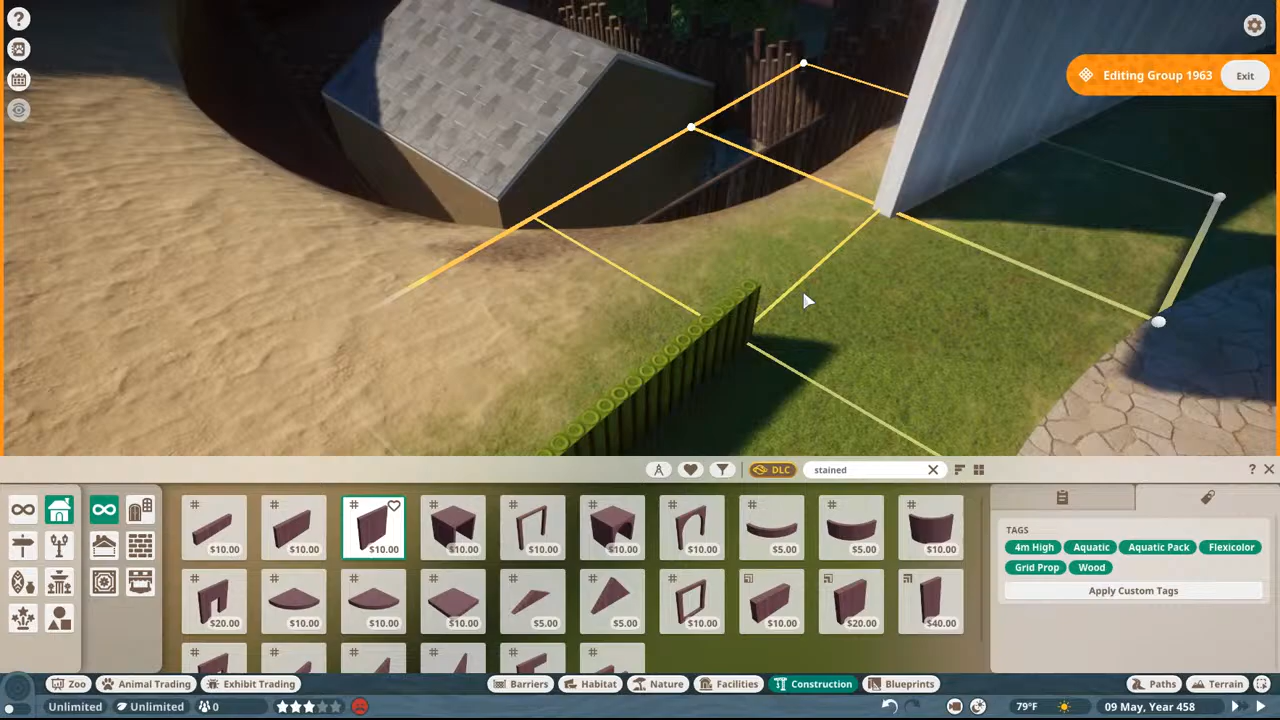 Editing Group 1963
Exit
DLC
stained
$10.00 $10.00 $10.00 $10.00 $10.00 $10.00 $10.00 $5.00 $5.00 $10.00
$20.00 $10.00 $10.00 $10.00 $5.00 $5.00 $10.00 $10.00 $20.00 $40.00
TAGS
4m High Aquatic Aquatic Pack Flexicolor
Grid Prop Wood
Apply Custom Tags
Zoo Animal Trading Exhibit Trading Barriers Habitat Nature Facilities Construction Blueprints Paths Terrain
Unlimited Unlimited 0 79°F 09 May, Year 458